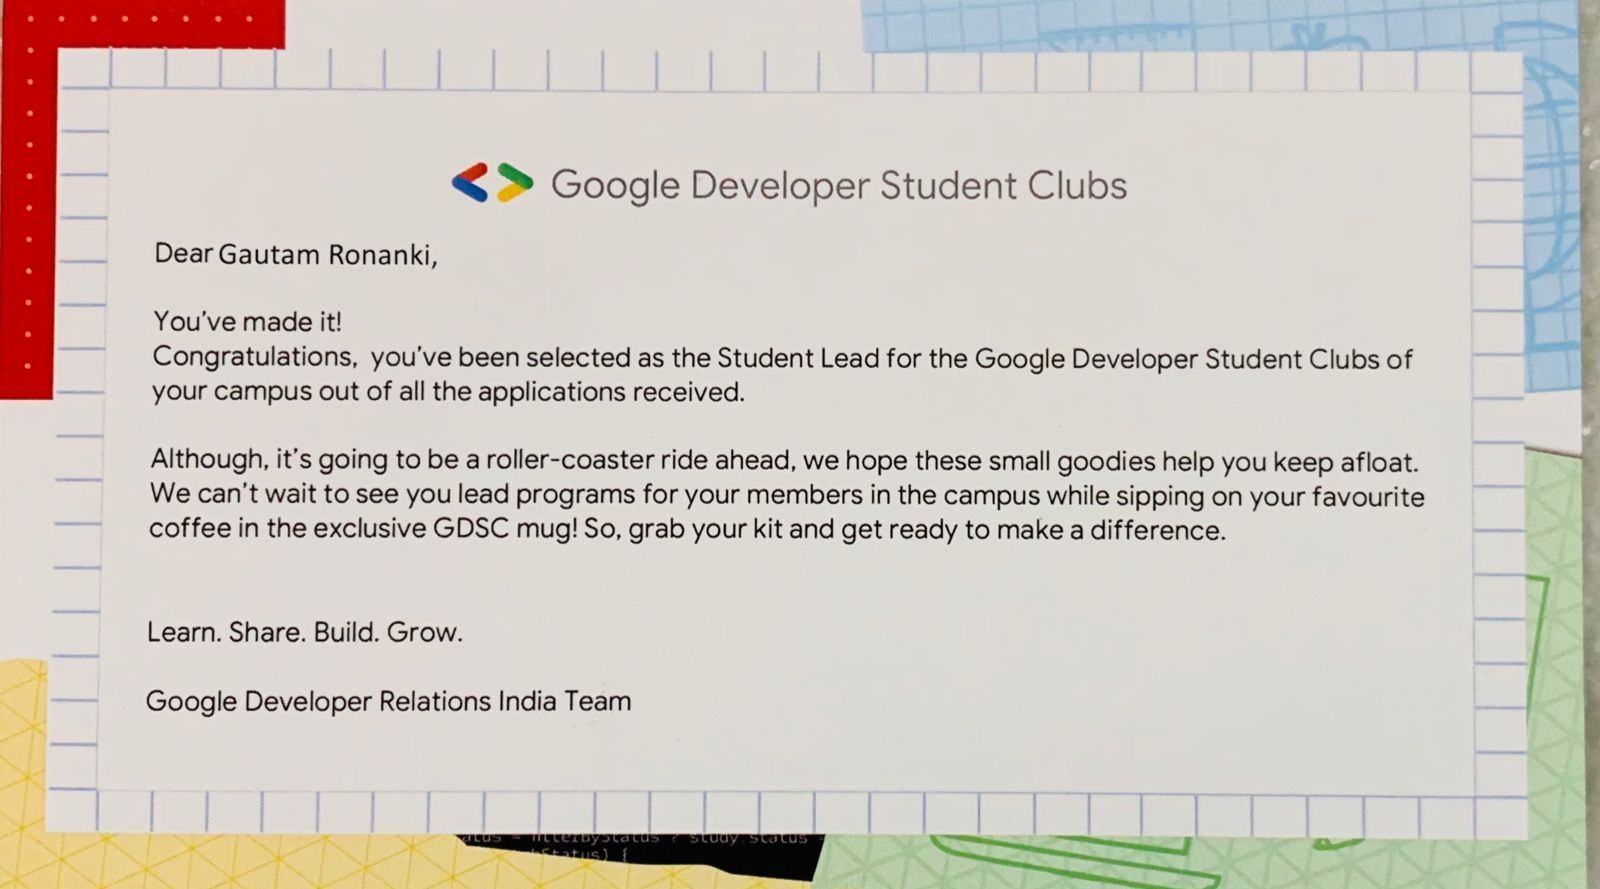 Google Developer Student Clubs
Dear Gautam Ronanki,
You've made it!
Congratulations, you've been selected as the Student Lead for the Google Developer Student Clubs of
your campus out of all the applications received.
Although, it's going to be a roller-coaster ride ahead, we hope these small goodies help you keep afloat.
We can't wait to see you lead programs for your members in the campus while sipping on your favourite
coffee in the exclusive GDSC mug! So, grab your kit and get ready to make a difference.
Learn. Share. Build. Grow.
Google Developer Relations India Team
? study status